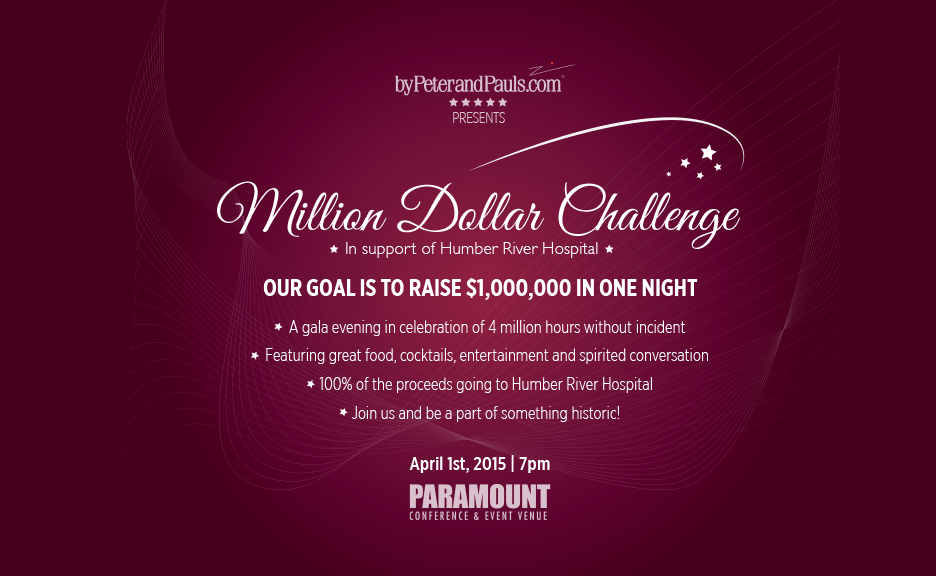 byPeterandPauls.com
PRESENTS
Million Dollar Challenge
In support of Humber River Hospital
OUR GOAL IS TO RAISE $1,000,000 IN ONE NIGHT
A gala evening in celebration of 4 million hours without incident
Featuring great food, cocktails, entertainment and spirited conversation
100% of the proceeds going to Humber River Hospital
Join us and be a part of something historic!
April 1st, 2015 | 7pm
PARAMOUNT
CONFERENCE & EVENT VENUE